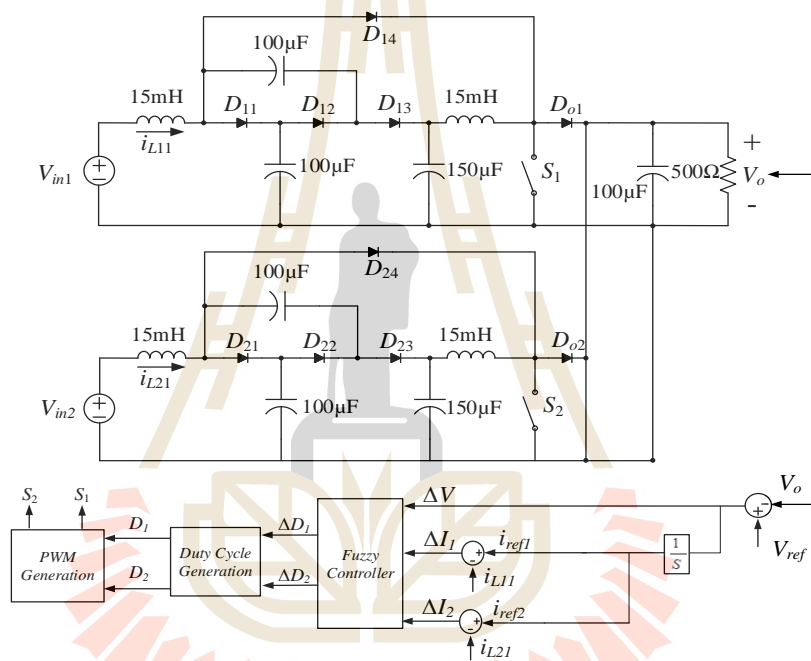 D14
100µF
15mH
D11
D12
D13
15mH
Do1
iL11
Vin1
100µF
150µF
S1
100µF
500Ω
+
Vo
-
D24
100µF
15mH
D21
D22
D23
15mH
Do2
iL21
Vin2
100µF
150µF
S2
S2
S1
ΔV
Vo
D1
ΔD1
ΔI1
iref1
1/s
Vref
PWM
Generation
Duty Cycle
Generation
Fuzzy
Controller
iL11
D2
ΔD2
ΔI2
iref2
iL21